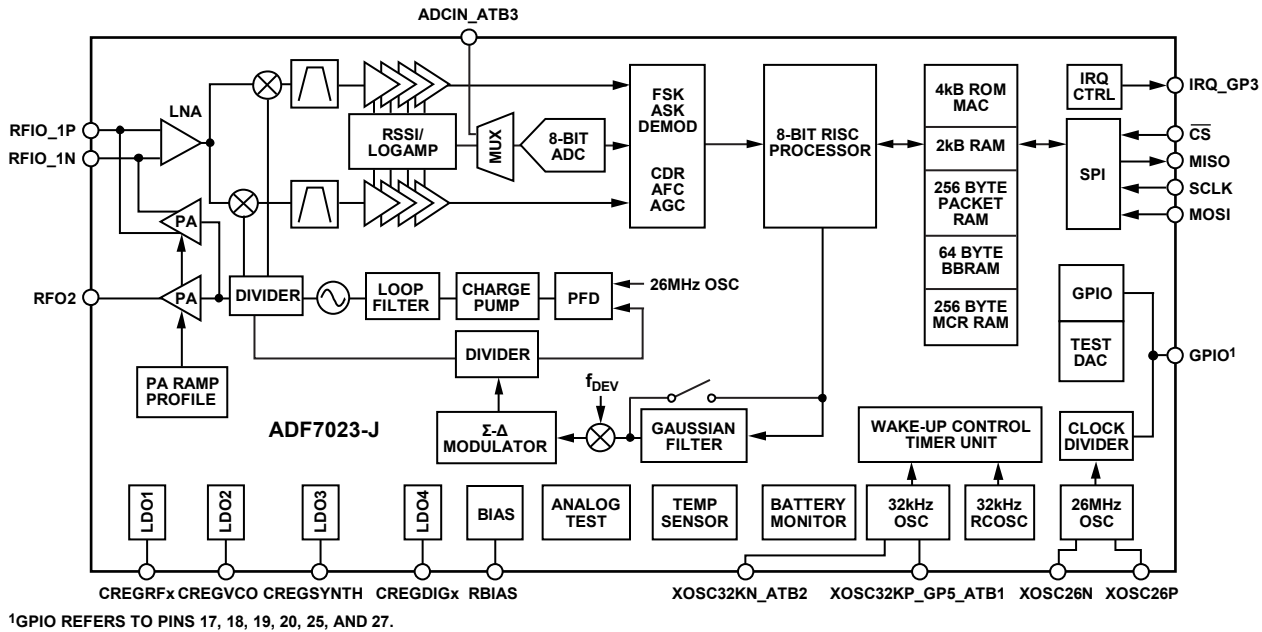 ADCIN_ATB3
LNA
RFIO_1P
RFIO_1N
RSSI/
LOGAMP
MUX
8-BIT
ADC
FSK
ASK
DEMOD
CDR
AFC
AGC
8-BIT RISC
PROCESSOR
4kB ROM
MAC
2kB RAM
256 BYTE
PACKET
RAM
64 BYTE
BBRAM
256 BYTE
MCR RAM
IRQ
CTRL
IRQ_GP3
SPI
CS
MISO
SCLK
MOSI
PA
RFO2
PA
DIVIDER
LOOP
FILTER
CHARGE
PUMP
PFD
26MHz OSC
DIVIDER
GPIO
TEST
DAC
GPIO¹
PA RAMP
PROFILE
ADF7023-J
Σ-Δ
MODULATOR
fDEV
GAUSSIAN
FILTER
WAKE-UP CONTROL
TIMER UNIT
CLOCK
DIVIDER
LDO1
LDO2
LDO3
LDO4
BIAS
ANALOG
TEST
TEMP
SENSOR
BATTERY
MONITOR
32kHz
OSC
32kHz
RCOSC
26MHz
OSC
CREGRFx
CREGVCO
CREGSYNTH
CREGDIGx
RBIAS
XOSC32KN_ATB2
XOSC32KP_GP5_ATB1
XOSC26N
XOSC26P
¹GPIO REFERS TO PINS 17, 18, 19, 20, 25, AND 27.